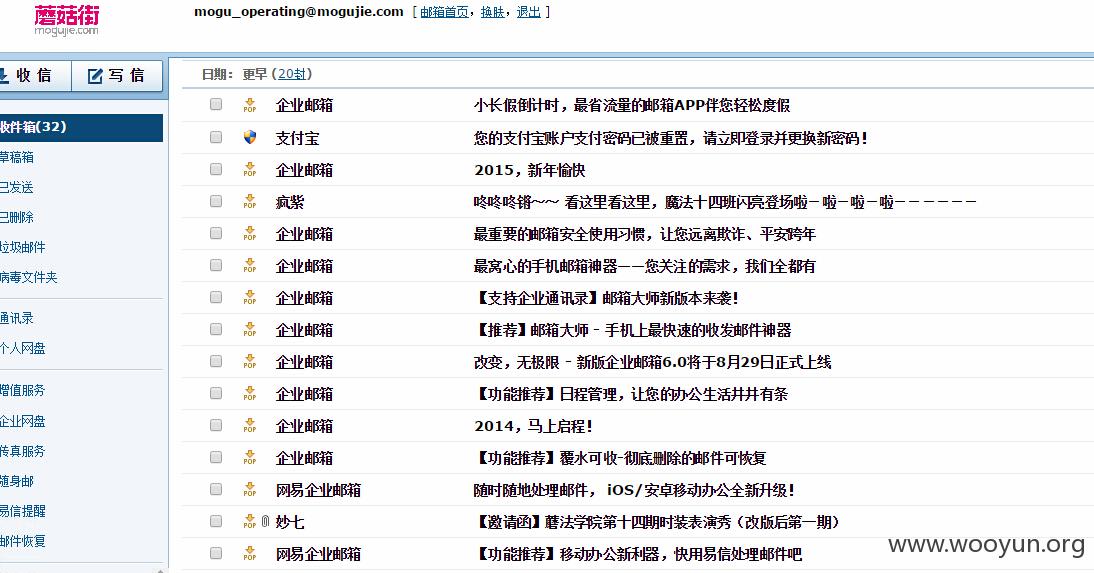 蘑菇街
mogujie.com
mogu_operating@mogujie.com [邮箱首页, 换肤, 退出 ]
收 信 写 信
收件箱(32)
草稿箱
已发送
已删除
垃圾邮件
病毒文件夹
通讯录
个人网盘
增值服务
企业网盘
传真服务
随身邮
易信提醒
邮件恢复
日期: 更早 (20封)
POP 企业邮箱 小长假倒计时，最省流量的邮箱APP伴您轻松度假
支付宝 您的支付宝账户支付密码已被重置，请立即登录并更换新密码！
POP 企业邮箱 2015，新年愉快
POP 疯紫 咚咚咚锵～～ 看这里看这里，魔法十四班闪亮登场啦－啦－啦－啦－－－－－－
POP 企业邮箱 最重要的邮箱安全使用习惯，让您远离欺诈、平安跨年
POP 企业邮箱 最窝心的手机邮箱神器——您关注的需求，我们全都有
POP 企业邮箱 【支持企业通讯录】邮箱大师新版本来袭！
POP 企业邮箱 【推荐】邮箱大师 - 手机上最快速的收发邮件神器
POP 企业邮箱 改变，无极限 - 新版企业邮箱6.0将于8月29日正式上线
POP 企业邮箱 【功能推荐】日程管理，让您的办公生活井井有条
POP 企业邮箱 2014，马上启程！
POP 企业邮箱 【功能推荐】覆水可收-彻底删除的邮件可恢复
POP 网易企业邮箱 随时随地处理邮件， iOS/安卓移动办公全新升级！
POP 妙七 【邀请函】蘑法学院第十四期时装表演秀（改版后第一期）
POP 网易企业邮箱 【功能推荐】移动办公新利器，快用易信处理邮件吧
www.wooyun.org